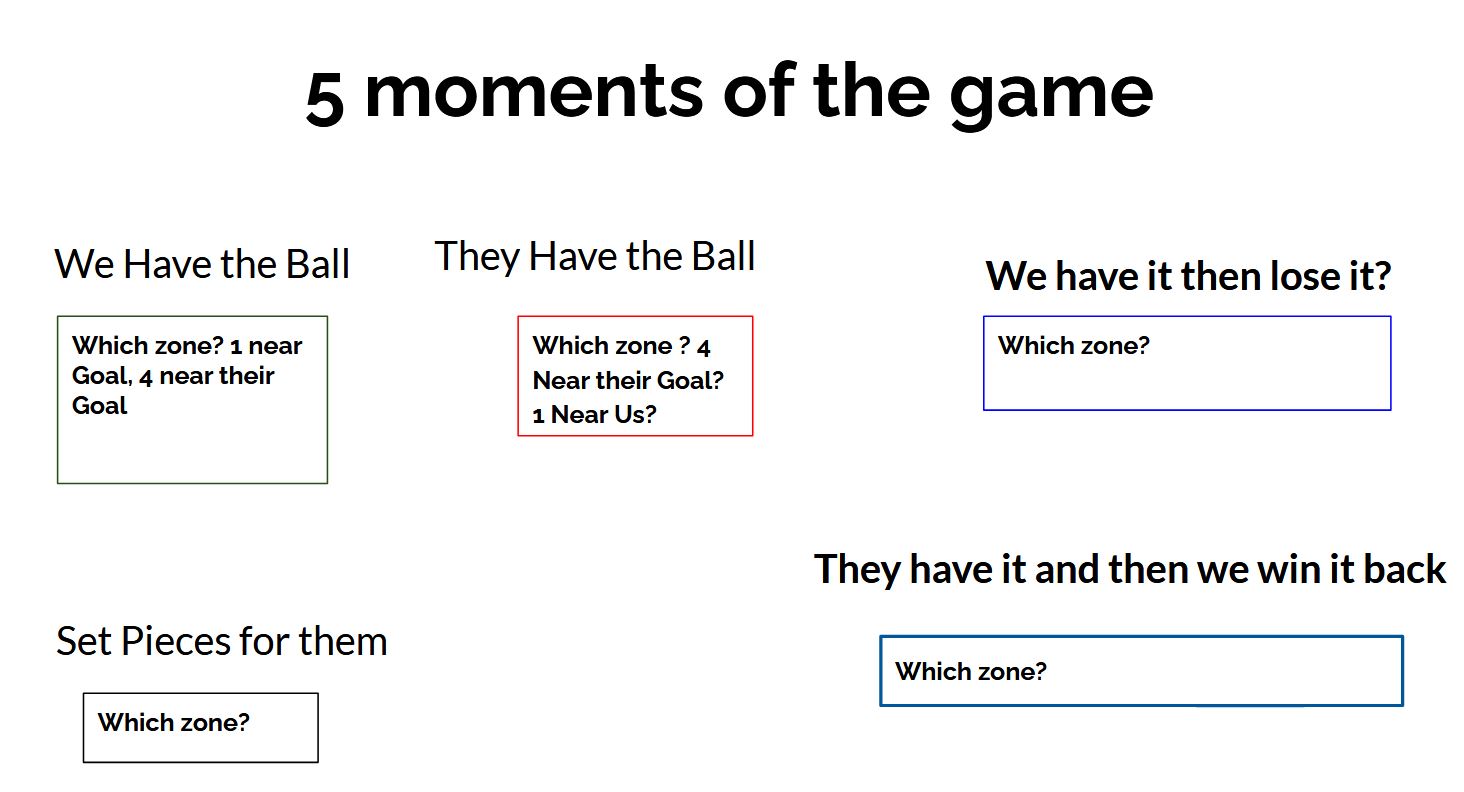 5 moments of the game
We Have the Ball
Which zone? 1 near
Goal, 4 near their
Goal
They Have the Ball
Which zone ? 4
Near their Goal?
1 Near Us?
We have it then lose it?
Which zone?
Set Pieces for them
Which zone?
They have it and then we win it back
Which zone?